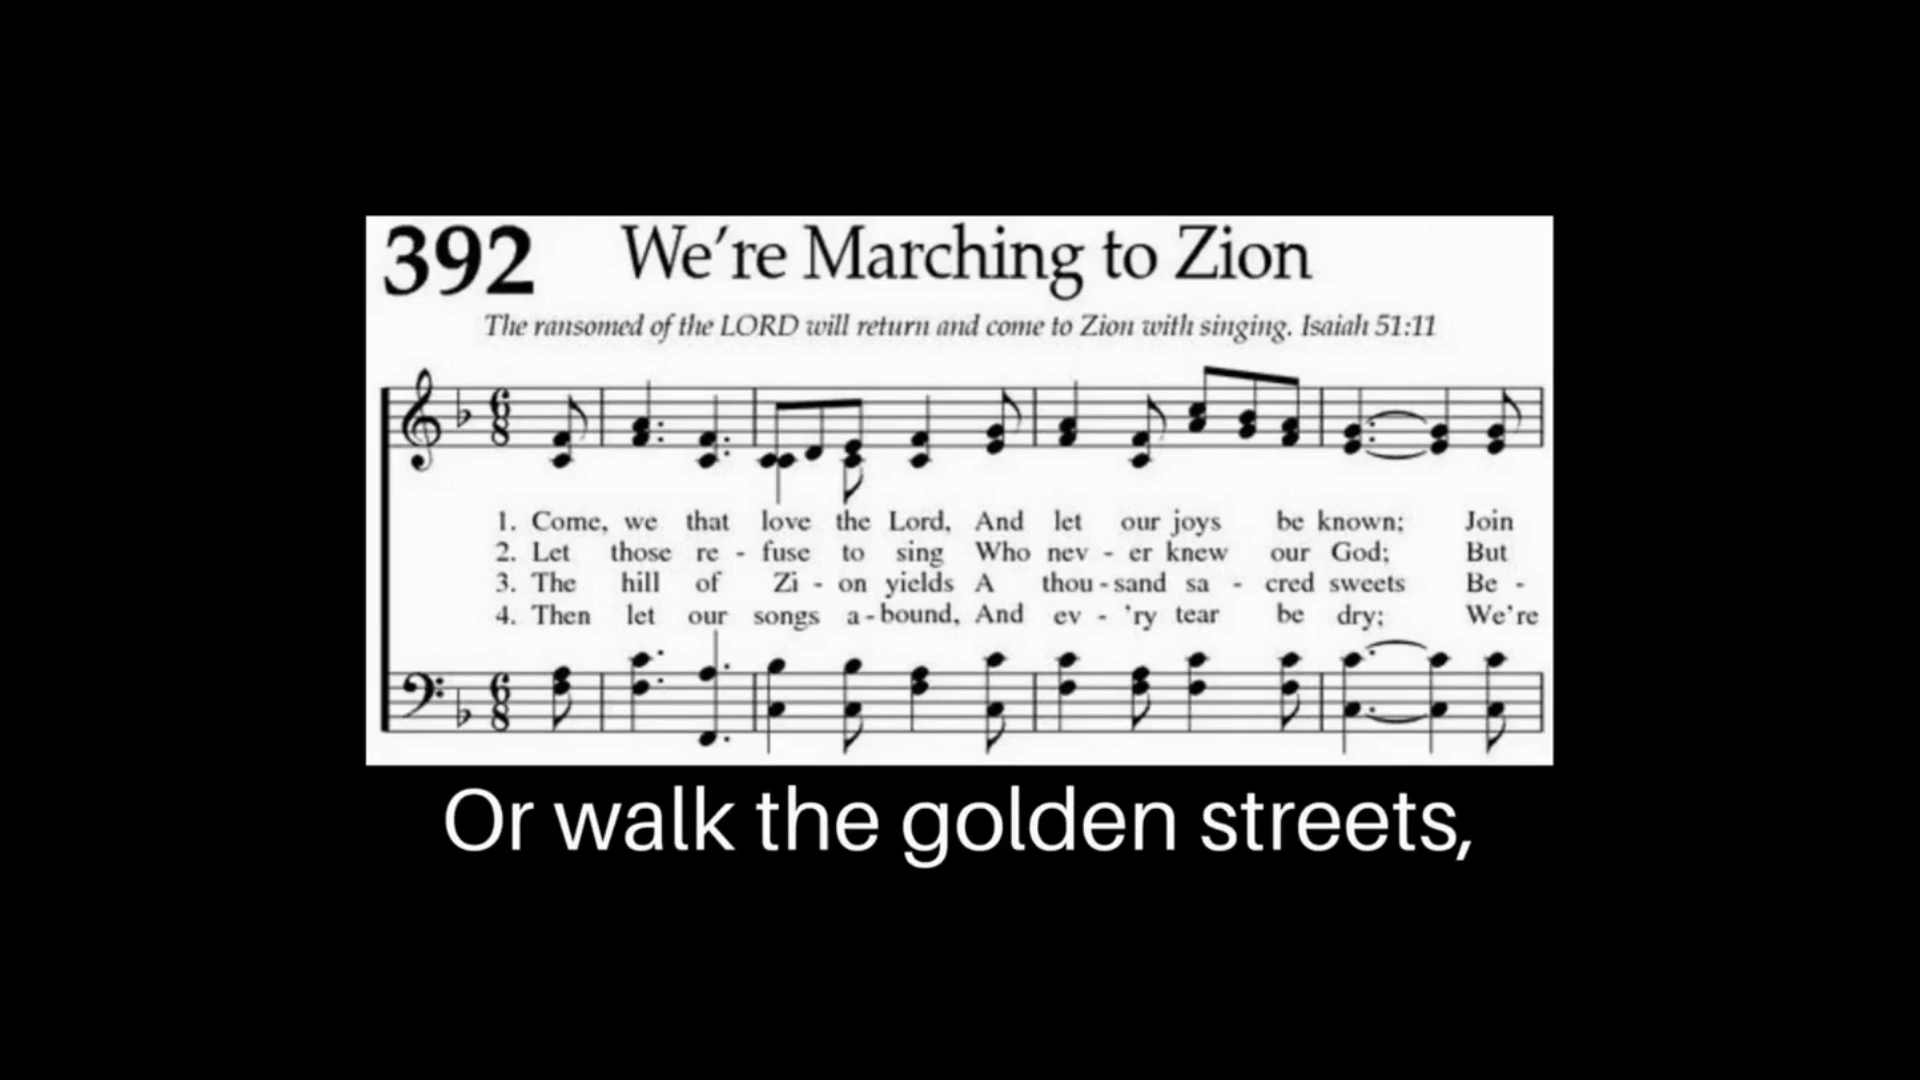 392 We're Marching to Zion
The ransomed of the LORD will return and come to Zion with singing. Isaiah 51:11
6
8
1. Come, we that love the Lord, And let our joys be known; Join
2. Let those re - fuse to sing Who nev - er knew our God; But
3. The hill of Zi - on yields A thou - sand sa - cred sweets Be -
4. Then let our songs a - bound, And ev - 'ry tear be dry; We're
6
8
Or walk the golden streets,